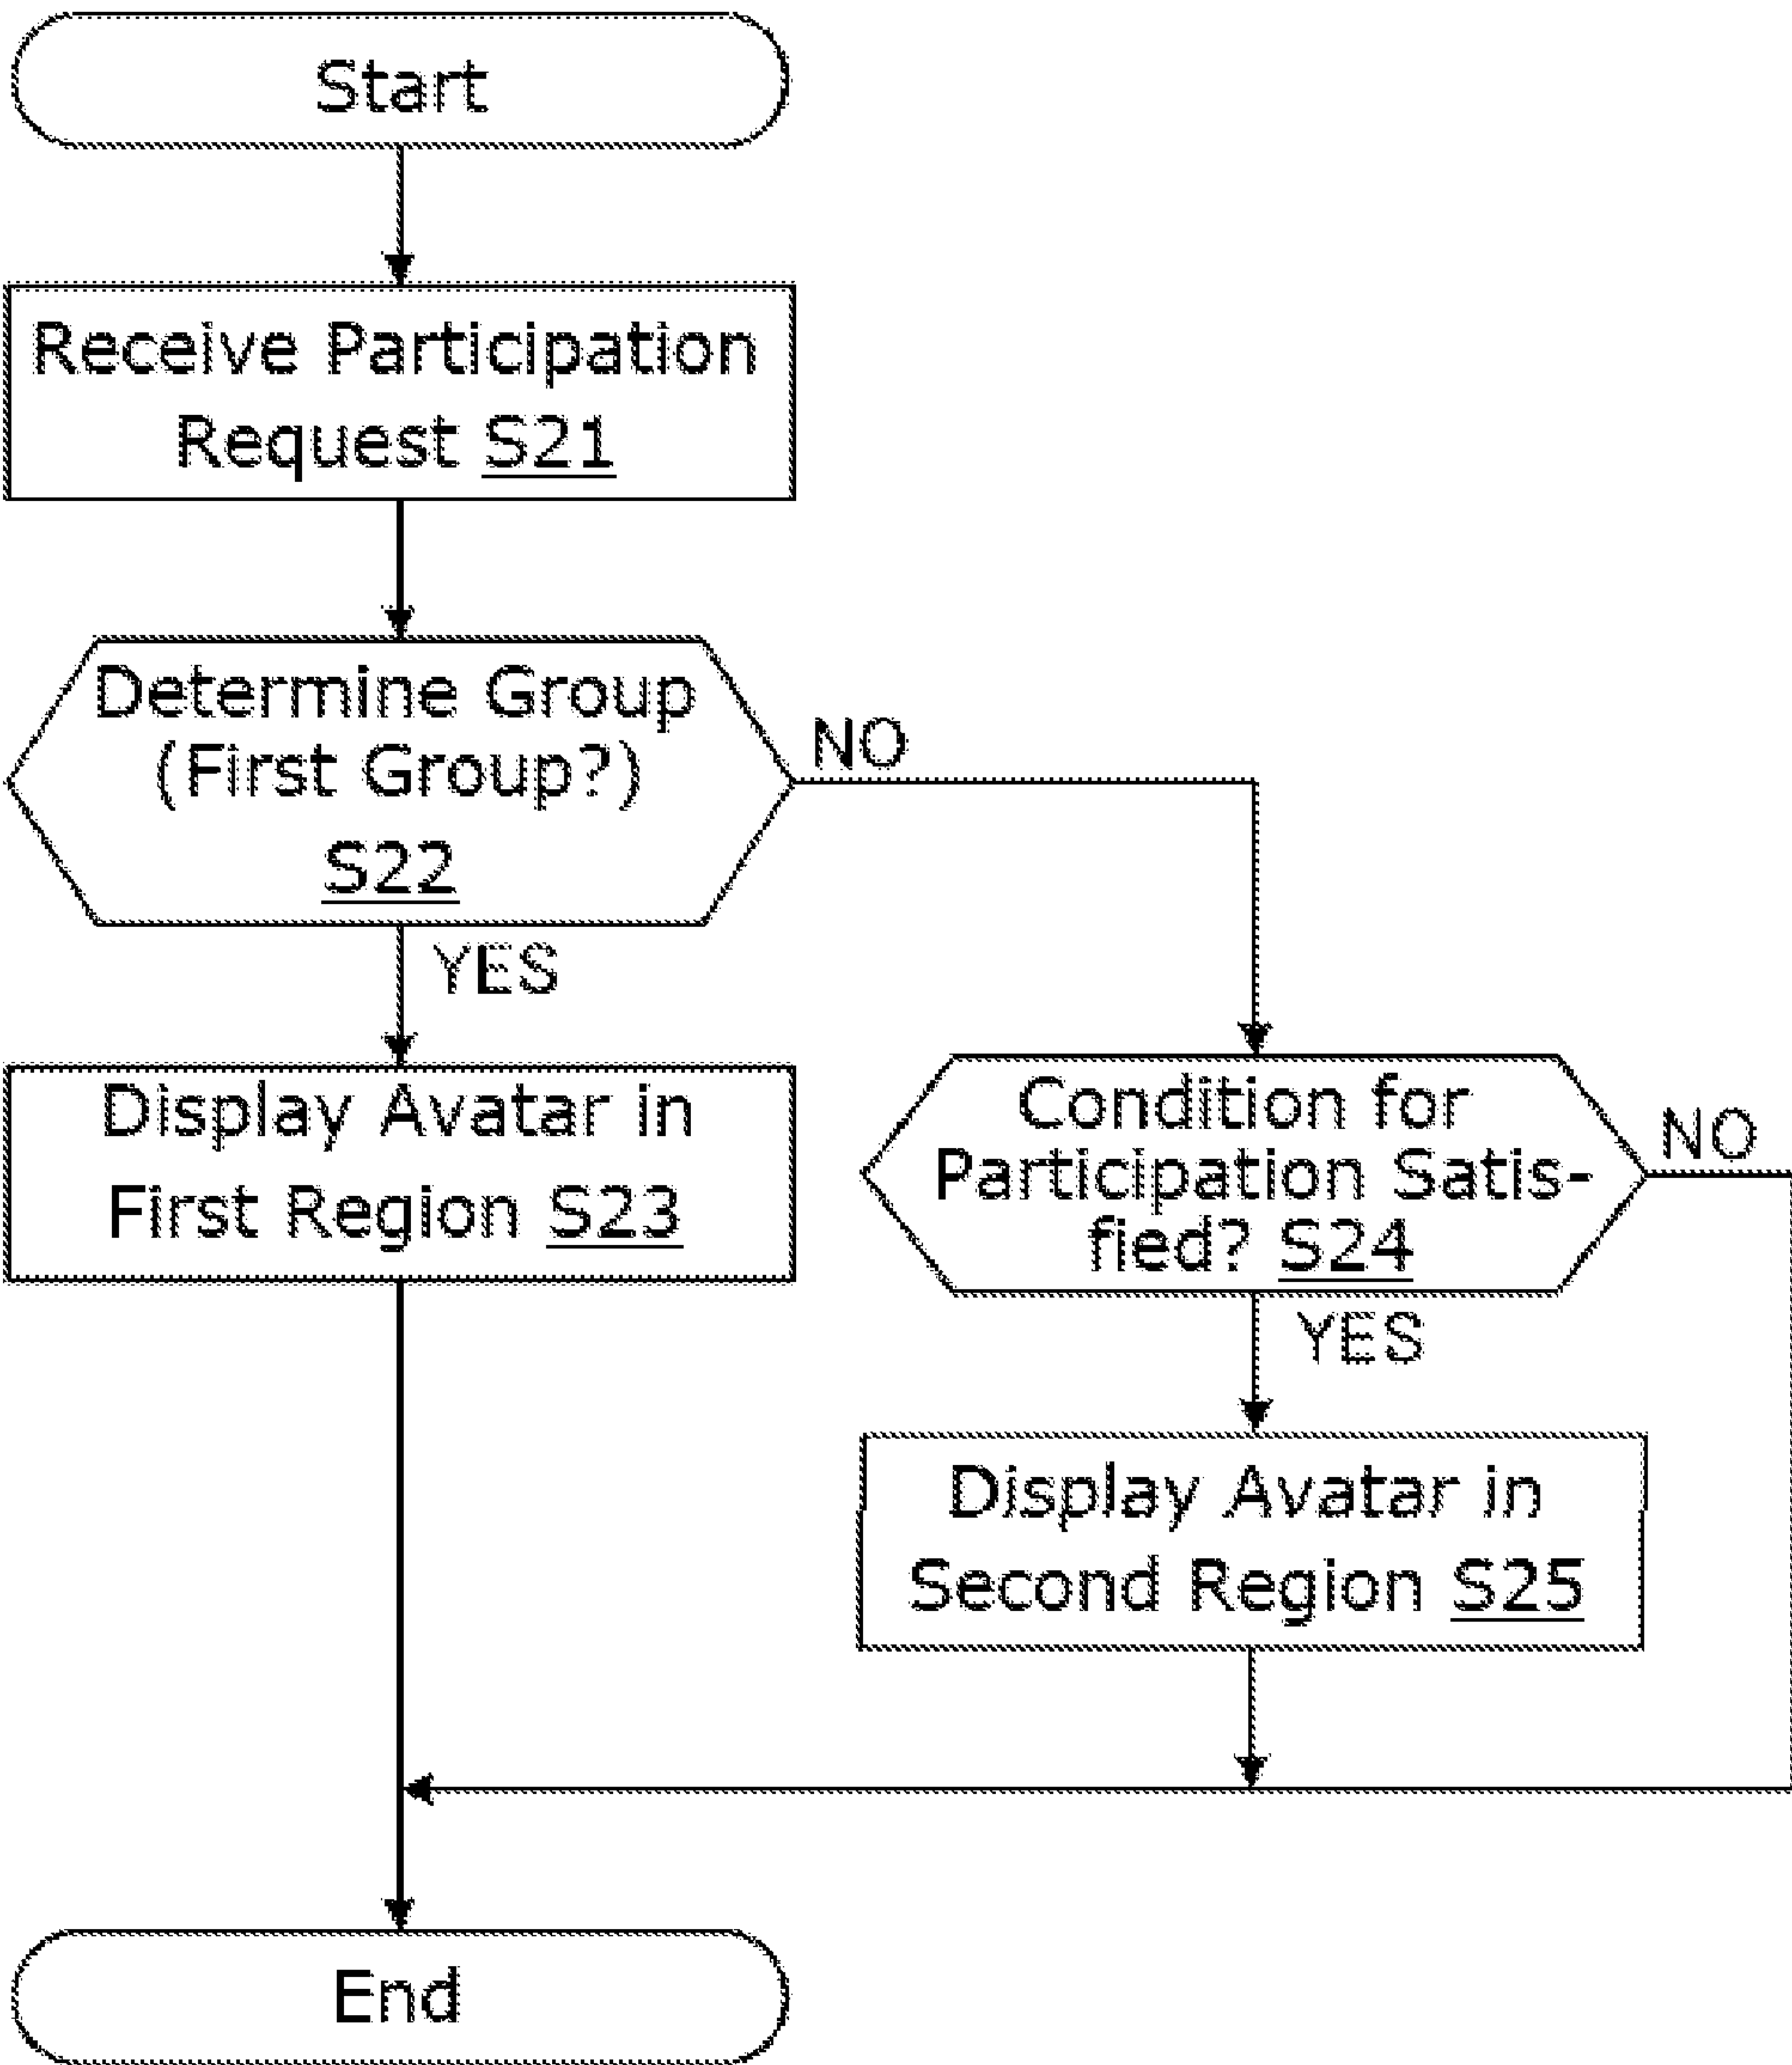 Start
Receive Participation
Request S21
Determine Group
(First Group?)
S22
NO
YES
Display Avatar in
First Region S23
Condition for
Participation Satis-
fied? S24
NO
YES
Display Avatar in
Second Region S25
End